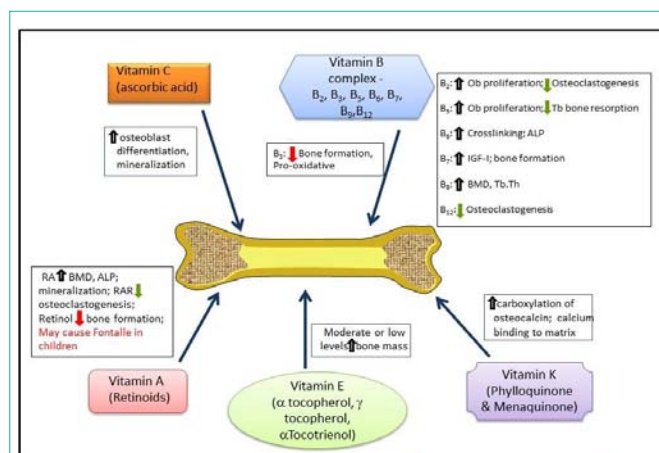 Vitamin C
(ascorbic acid)
Vitamin B
complex -
B2, B3, B5, B6, B7,
B9,B12
B2:⬆ Ob proliferation;⬇Osteoclastogenesis
⬆ Ob proliferation;⬇Tb bone resorption
⬆ Crosslinking; ALP
B7:⬆ IGF-I; bone formation
B9:⬆ BMD, Tb.Th
B12:⬇Osteoclastogenesis
⬆osteoblast
differentiation,
mineralization
⬇Bone formation,
Pro-oxidative
RA⬆BMD, ALP;
mineralization; RAR⬇
osteoclastogenesis;
Retinol⬇bone formation;
May cause Fontalle in
children
Moderate or low
levels⬆bone mass
⬆carboxylation of
osteocalcin; calcium
binding to matrix
Vitamin A
(Retinoids)
Vitamin E
(α tocopherol, γ
tocopherol,
αTocotrienol)
Vitamin K
(Phylloquinone
& Menaquinone)